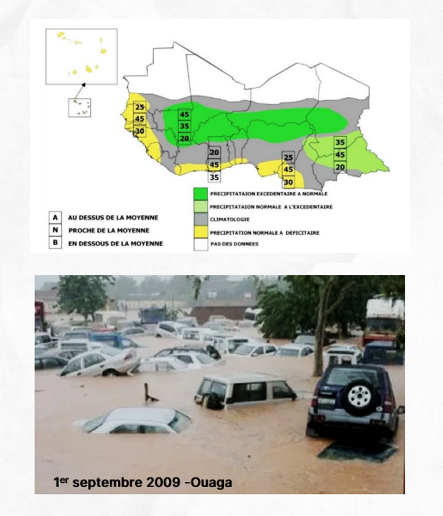 25
45
30
45
35
20
20
45
35
25
45
30
35
45
20
A AU DESSUS DE LA MOYENNE
N PROCHE DE LA MOYENNE
B EN DESSOUS DE LA MOYENNE
PRECIPITATAION EXCEDENTAIRE A NORMALE
PRECIPITATION NORMALE A L'EXCEDENTAIRE
CLIMATOLOGIE
PRECIPITATION NORMALE A DEFICITAIRE
PAS DES DONNEES
1er septembre 2009 -Ouaga